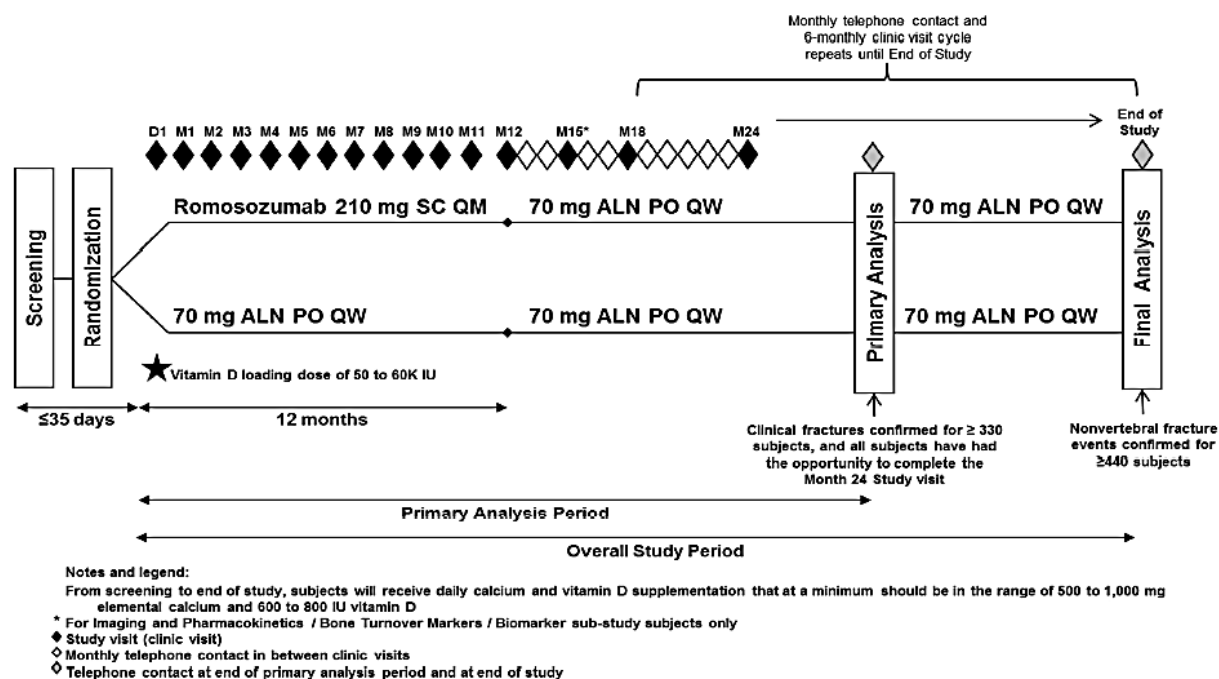 Monthly telephone contact and
6-monthly clinic visit cycle
repeats until End of Study
D1 M1 M2 M3 M4 M5 M6 M7 M8 M9 M10 M11 M12 M15* M18 M24
End of
Study
Screening
Randomization
Romosozumab 210 mg SC QM
70 mg ALN PO QW
70 mg ALN PO QW
70 mg ALN PO QW
70 mg ALN PO QW
70 mg ALN PO QW
Primary Analysis
Final Analysis
Vitamin D loading dose of 50 to 60K IU
≤35 days
12 months
Clinical fractures confirmed for ≥ 330
subjects, and all subjects have had
the opportunity to complete the
Month 24 Study visit
Nonvertebral fracture
events confirmed for
≥440 subjects
Primary Analysis Period
Overall Study Period
Notes and legend:
From screening to end of study, subjects will receive daily calcium and vitamin D supplementation that at a minimum should be in the range of 500 to 1,000 mg
elemental calcium and 600 to 800 IU vitamin D
* For Imaging and Pharmacokinetics / Bone Turnover Markers / Biomarker sub-study subjects only
Study visit (clinic visit)
Monthly telephone contact in between clinic visits
Telephone contact at end of primary analysis period and at end of study